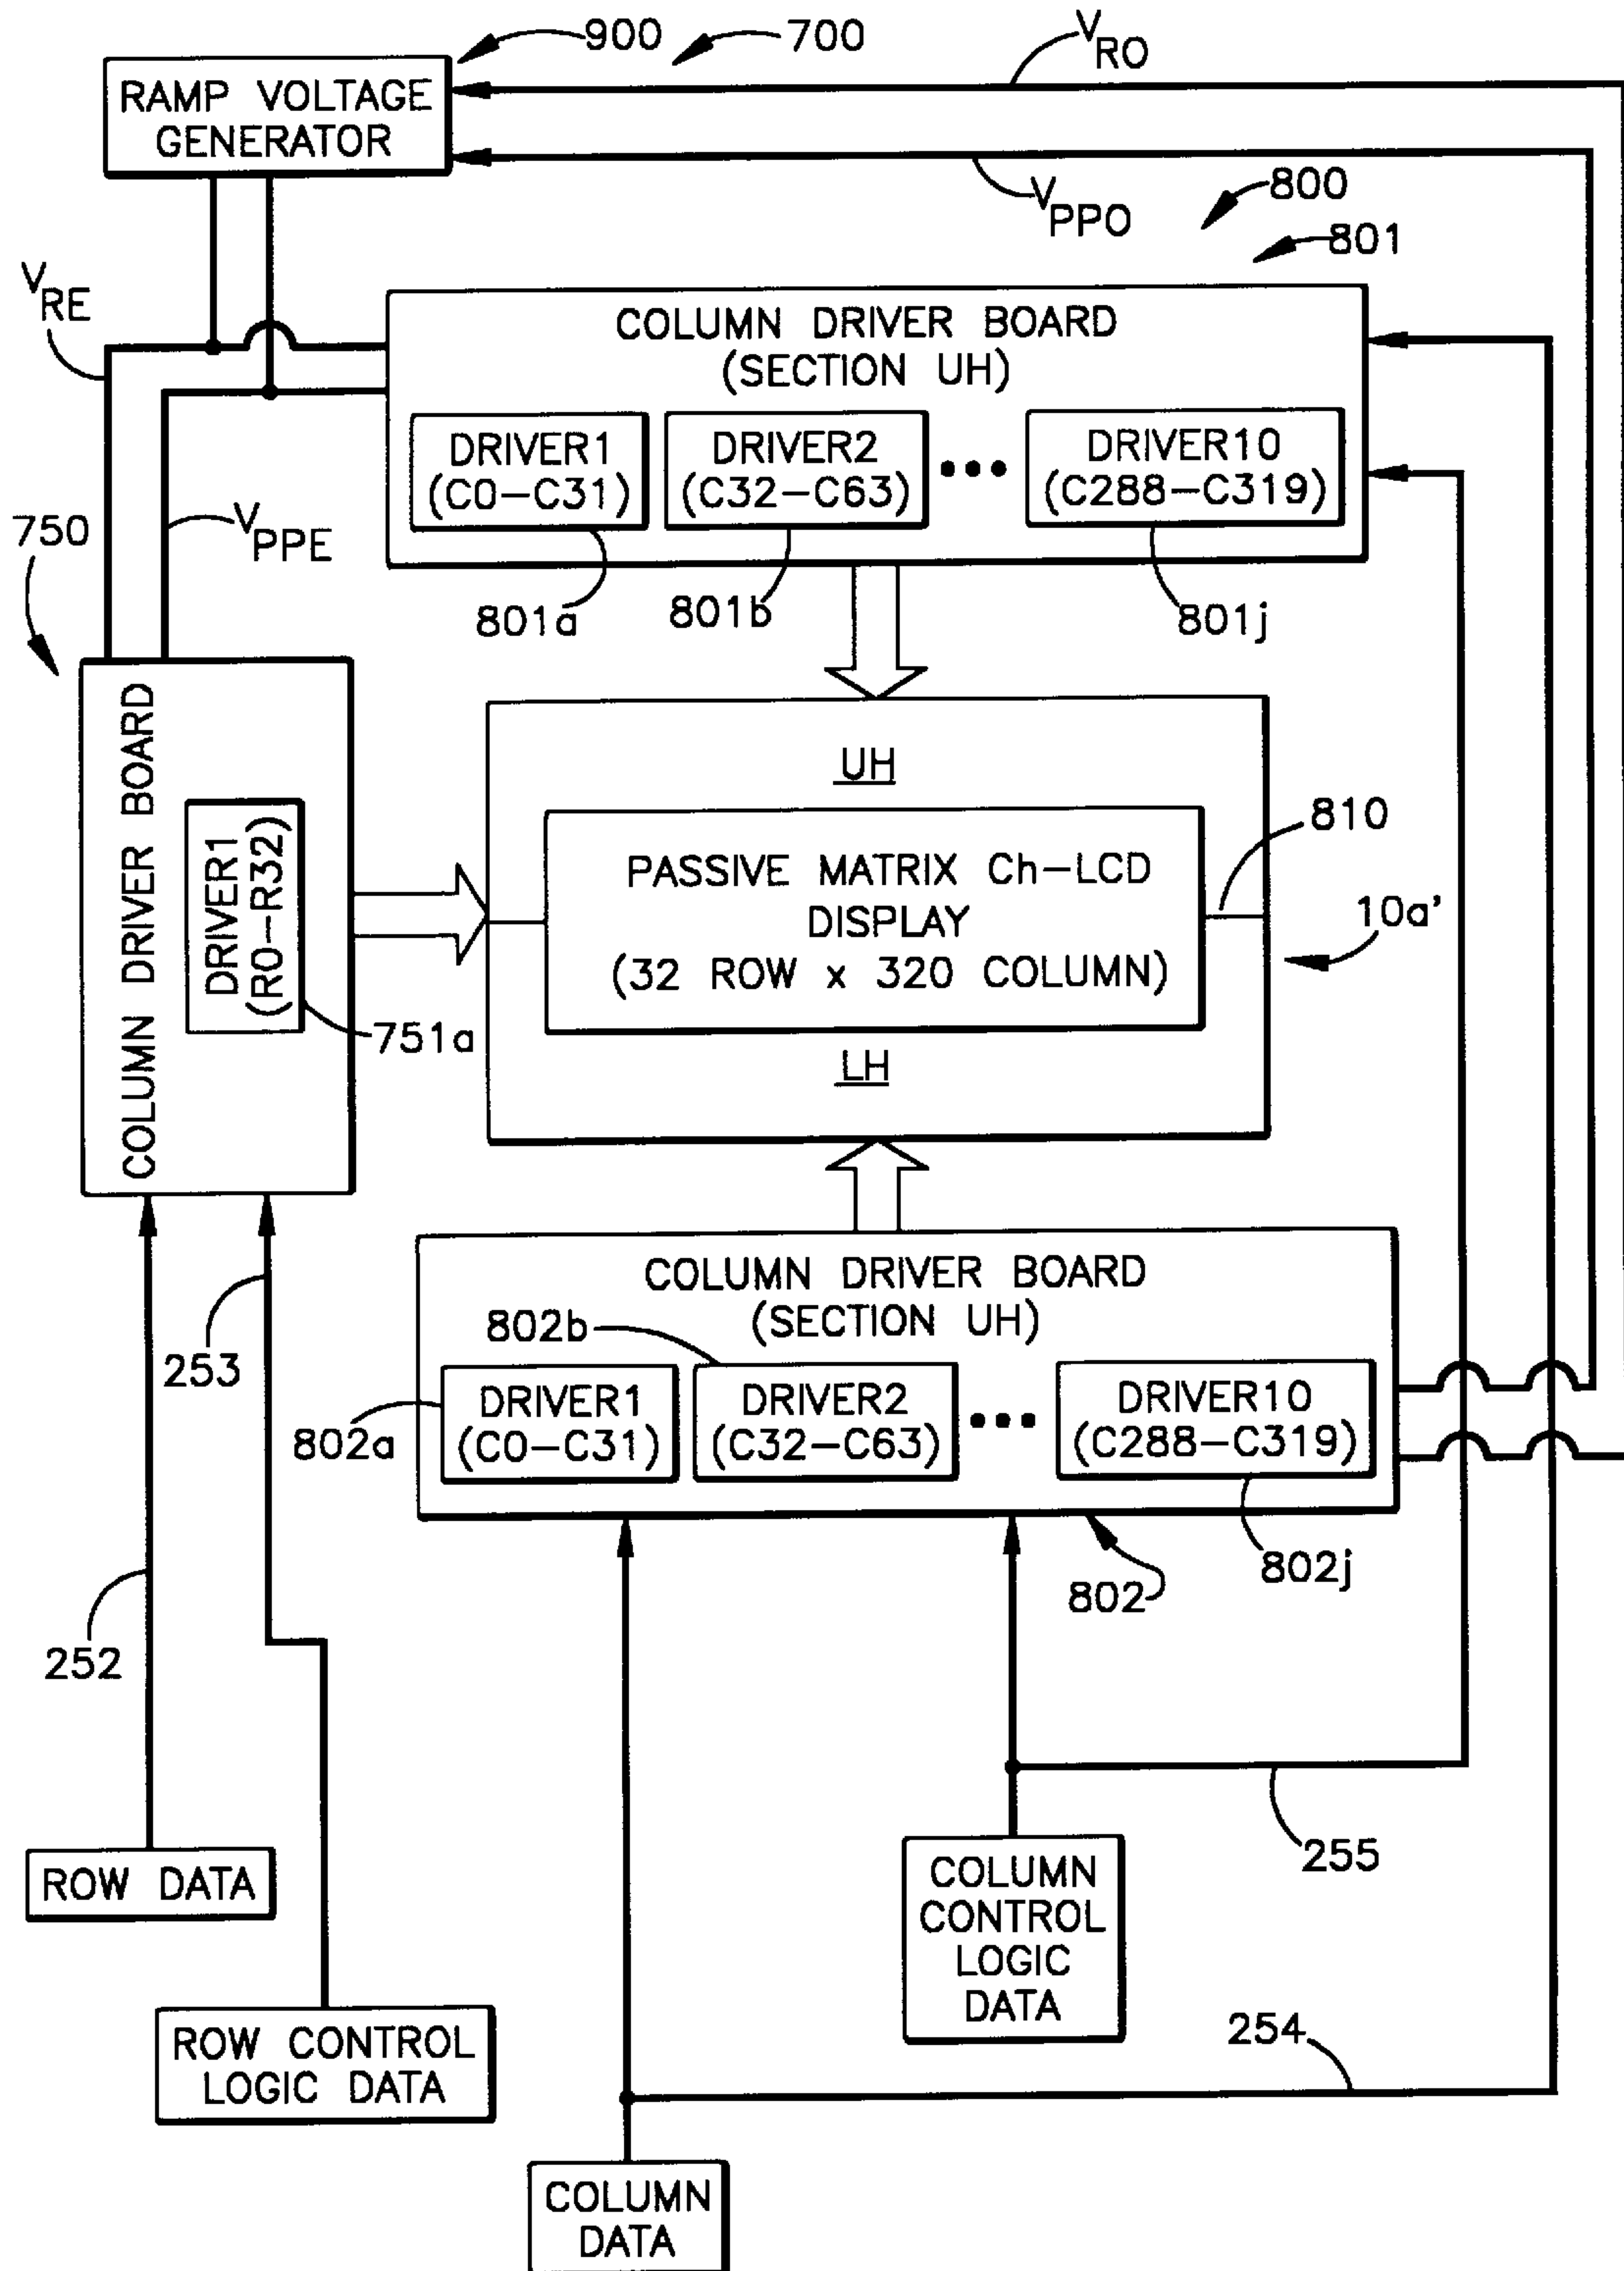 900
700
V
RO
RAMP VOLTAGE
GENERATOR
V
PPO
800
801
V
RE
COLUMN DRIVER BOARD
(SECTION UH)
DRIVER1
(C0-C31)
DRIVER2
(C32-C63)
•••
DRIVER10
(C288-C319)
750
V
PPE
801a
801b
801j
COLUMN DRIVER BOARD
DRIVER1
(R0-R32)
751a
UH
PASSIVE MATRIX Ch-LCD
DISPLAY
(32 ROW x 320 COLUMN)
810
10a'
LH
COLUMN DRIVER BOARD
(SECTION UH)
802b
253
802a
DRIVER1
(C0-C31)
DRIVER2
(C32-C63)
•••
DRIVER10
(C288-C319)
802j
802
252
255
ROW DATA
COLUMN
CONTROL
LOGIC
DATA
ROW CONTROL
LOGIC DATA
254
COLUMN
DATA